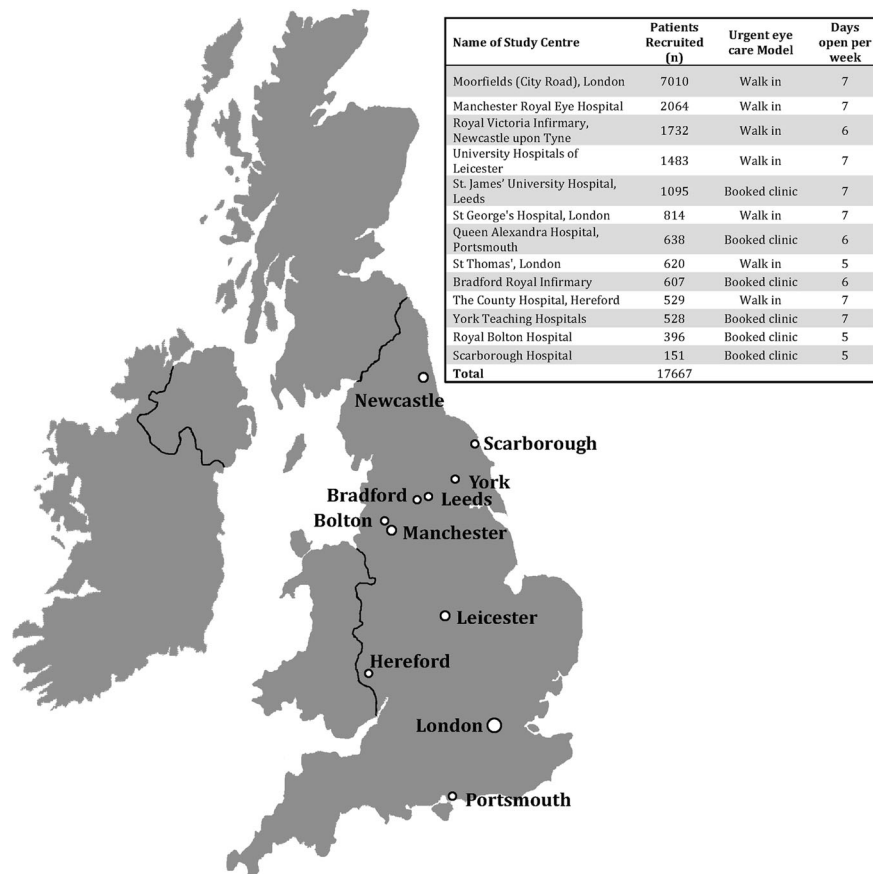 Name of Study Centre Patients Recruited (n) Urgent eye care Model Days open per week
Moorfields (City Road), London 7010 Walk in 7
Manchester Royal Eye Hospital 2064 Walk in 7
Royal Victoria Infirmary, Newcastle upon Tyne 1732 Walk in 6
University Hospitals of Leicester 1483 Walk in 7
St. James' University Hospital, Leeds 1095 Booked clinic 7
St George's Hospital, London 814 Walk in 7
Queen Alexandra Hospital, Portsmouth 638 Booked clinic 6
St Thomas', London 620 Walk in 5
Bradford Royal Infirmary 607 Booked clinic 6
The County Hospital, Hereford 529 Walk in 7
York Teaching Hospitals 528 Booked clinic 7
Royal Bolton Hospital 396 Booked clinic 5
Scarborough Hospital 151 Booked clinic 5
Total 17667
Newcastle
Scarborough
York
Bradford
Leeds
Bolton
Manchester
Leicester
Hereford
London
Portsmouth